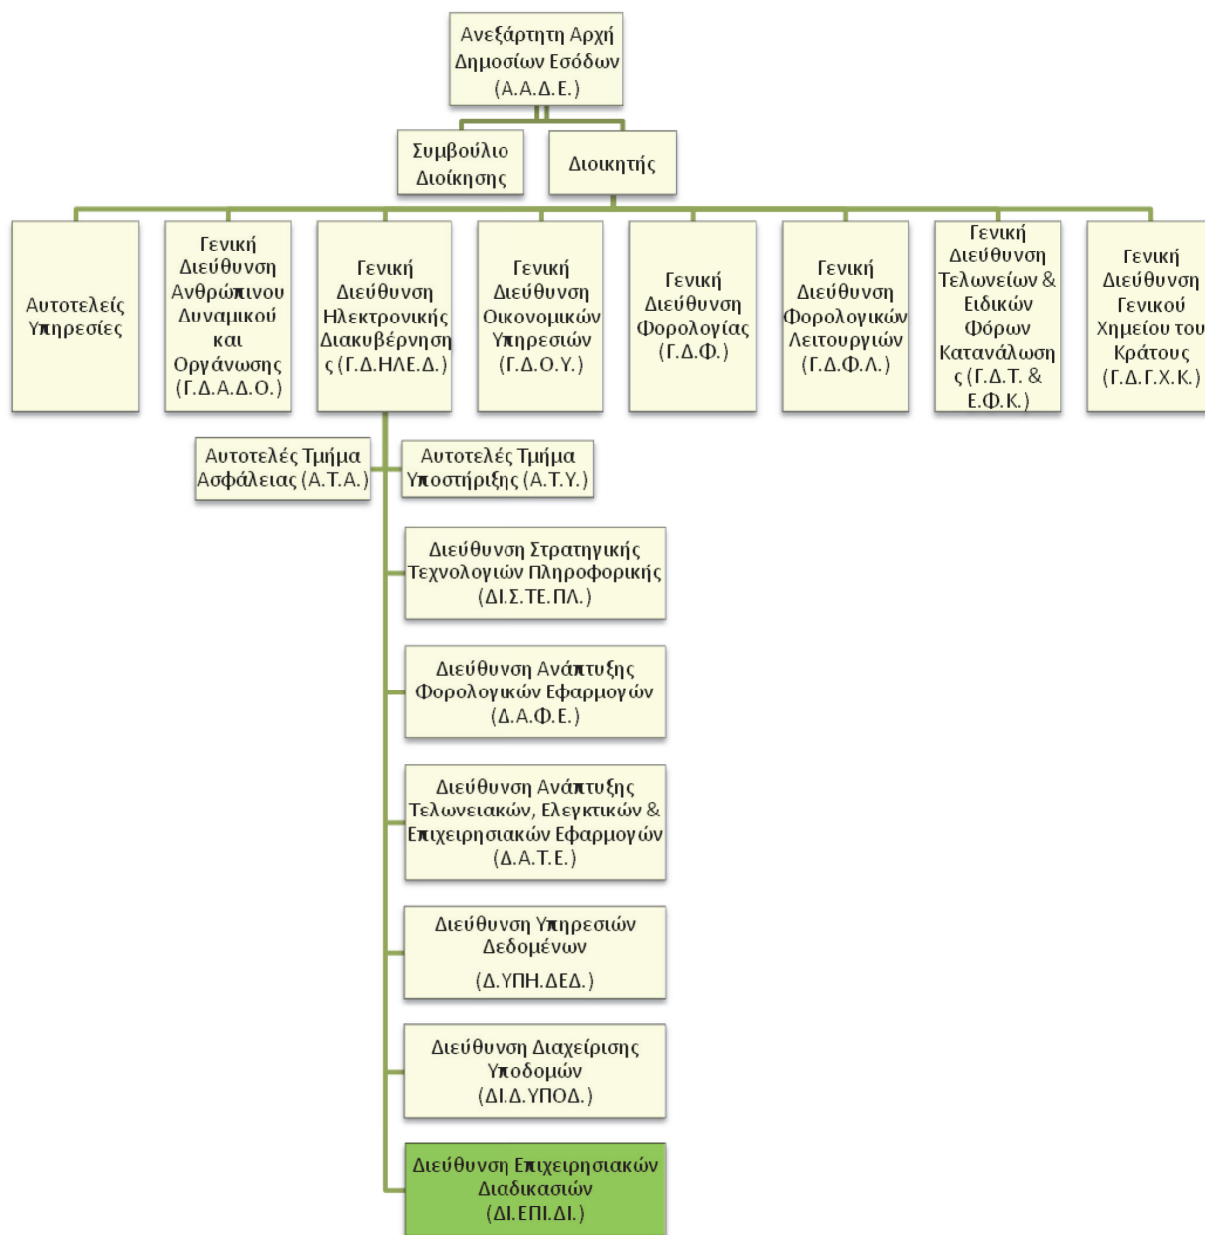 Ανεξάρτητη Αρχή
Δημοσίων Εσόδων
(Α.Α.Δ.Ε.)
Συμβούλιο
Διοίκησης
Διοικητής
Αυτοτελείς
Υπηρεσίες
Γενική
Διεύθυνση
Ανθρώπινου
Δυναμικού
και
Οργάνωσης
(Γ.Δ.Α.Δ.Ο.)
Γενική
Διεύθυνση
Ηλεκτρονικής
Διακυβέρνηση
ς (Γ.Δ.ΗΛΕ.Δ.)
Γενική
Διεύθυνση
Οικονομικών
Υπηρεσιών
(Γ.Δ.Ο.Υ.)
Γενική
Διεύθυνση
Φορολογίας
(Γ.Δ.Φ.)
Γενική
Διεύθυνση
Φορολογικών
Λειτουργιών
(Γ.Δ.Φ.Λ.)
Γενική
Διεύθυνση
Τελωνείων &
Ειδικών
Φόρων
Κατανάλωση
ς (Γ.Δ.Τ. &
Ε.Φ.Κ.)
Γενική
Διεύθυνση
Γενικού
Χημείου του
Κράτους
(Γ.Δ.Γ.Χ.Κ.)
Αυτοτελές Τμήμα
Ασφάλειας (Α.Τ.Α.)
Αυτοτελές Τμήμα
Υποστήριξης (Α.Τ.Υ.)
Διεύθυνση Στρατηγικής
Τεχνολογιών Πληροφορικής
(ΔΙ.Σ.ΤΕ.ΠΛ.)
Διεύθυνση Ανάπτυξης
Φορολογικών Εφαρμογών
(Δ.Α.Φ.Ε.)
Διεύθυνση Ανάπτυξης
Τελωνειακών, Ελεγκτικών &
Επιχειρησιακών Εφαρμογών
(Δ.Α.Τ.Ε.)
Διεύθυνση Υπηρεσιών
Δεδομένων
(Δ.ΥΠΗ.ΔΕΔ.)
Διεύθυνση Διαχείρισης
Υποδομών
(ΔΙ.Δ.ΥΠΟΔ.)
Διεύθυνση Επιχειρησιακών
Διαδικασιών
(ΔΙ.ΕΠΙ.ΔΙ.)